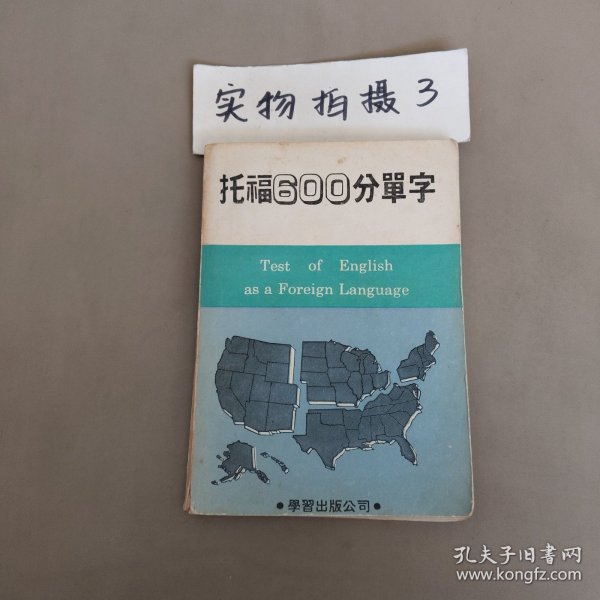 实物拍摄3
托福600分單字
Test of English
as a Foreign Language
•學習出版公司•
孔夫子旧書网
www.kongfz.com